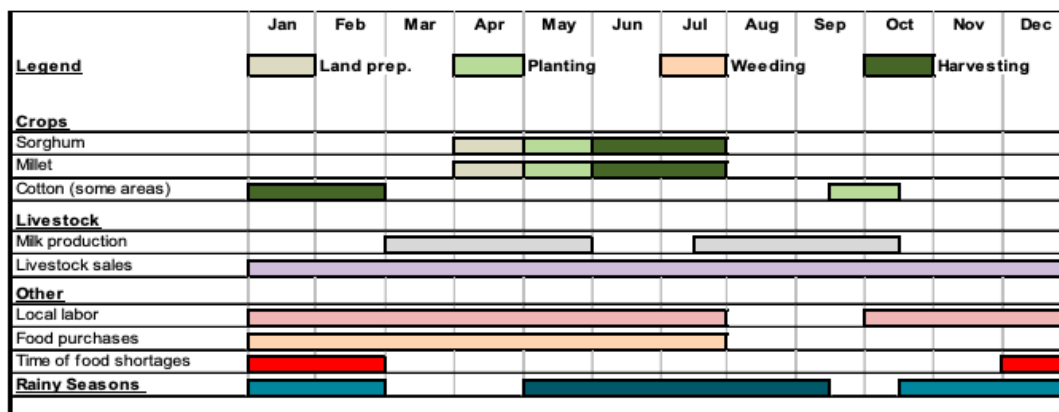 Jan Feb Mar Apr May Jun Jul Aug Sep Oct Nov Dec
Legend Land prep. Planting Weeding Harvesting
Crops
Sorghum
Millet
Cotton (some areas)
Livestock
Milk production
Livestock sales
Other
Local labor
Food purchases
Time of food shortages
Rainy Seasons